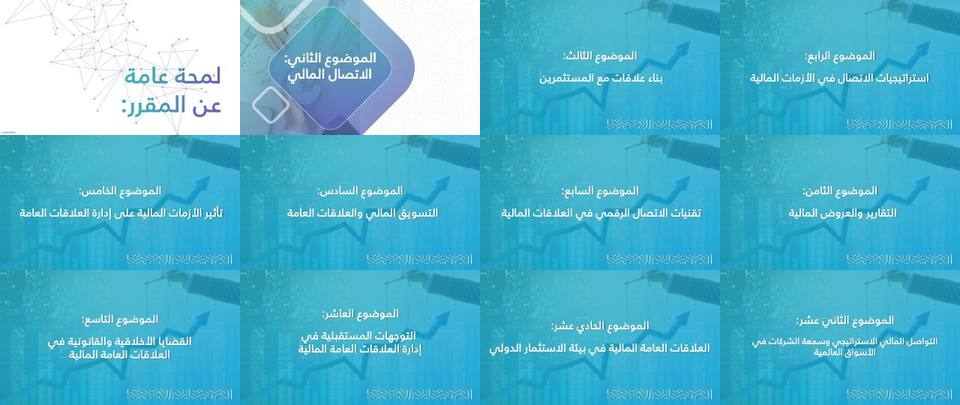 لمحة عامة
عن المقرر:
الموضوع الثاني:
الاتصال المالي
الموضوع الثالث:
بناء علاقات مع المستثمرين
الموضوع الرابع:
استراتيجيات الاتصال في الأزمات المالية
الموضوع الخامس:
تأثير الأزمات المالية على إدارة العلاقات العامة
الموضوع السادس:
التسويق المالي والعلاقات العامة
الموضوع السابع:
تقنيات الاتصال الرقمي في العلاقات المالية
الموضوع الثامن:
التقارير والعروض المالية
الموضوع التاسع:
القضايا الأخلاقية والقانونية في
العلاقات العامة المالية
الموضوع العاشر:
التوجهات المستقبلية في
إدارة العلاقات العامة المالية
الموضوع الحادي عشر:
العلاقات العامة المالية في بيئة الاستثمار الدولي
الموضوع الثاني عشر:
التواصل المالي الاستراتيجي وسمعة الشركات في
الأسواق العالمية